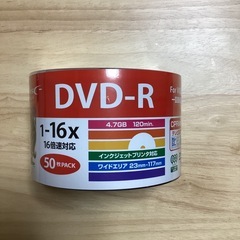 DVD-R
1-16x
16倍速対応
50枚PACK
4.7GB 120min.
インクジェットプリンタ対応
ワイドエリア 23mm-117mm
For
CPRM